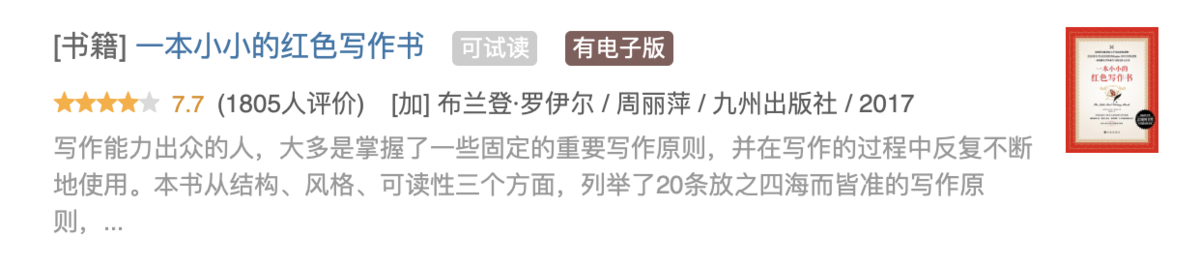 [书籍] 一本小小的红色写作书 可试读 有电子版
7.7 (1805人评价) [加] 布兰登·罗伊尔 / 周丽萍 / 九州出版社 / 2017
写作能力出众的人，大多是掌握了一些固定的重要写作原则，并在写作的过程中反复不断
地使用。本书从结构、风格、可读性三个方面，列举了20条放之四海而皆准的写作原
则，...
一本小小的
红色写作书